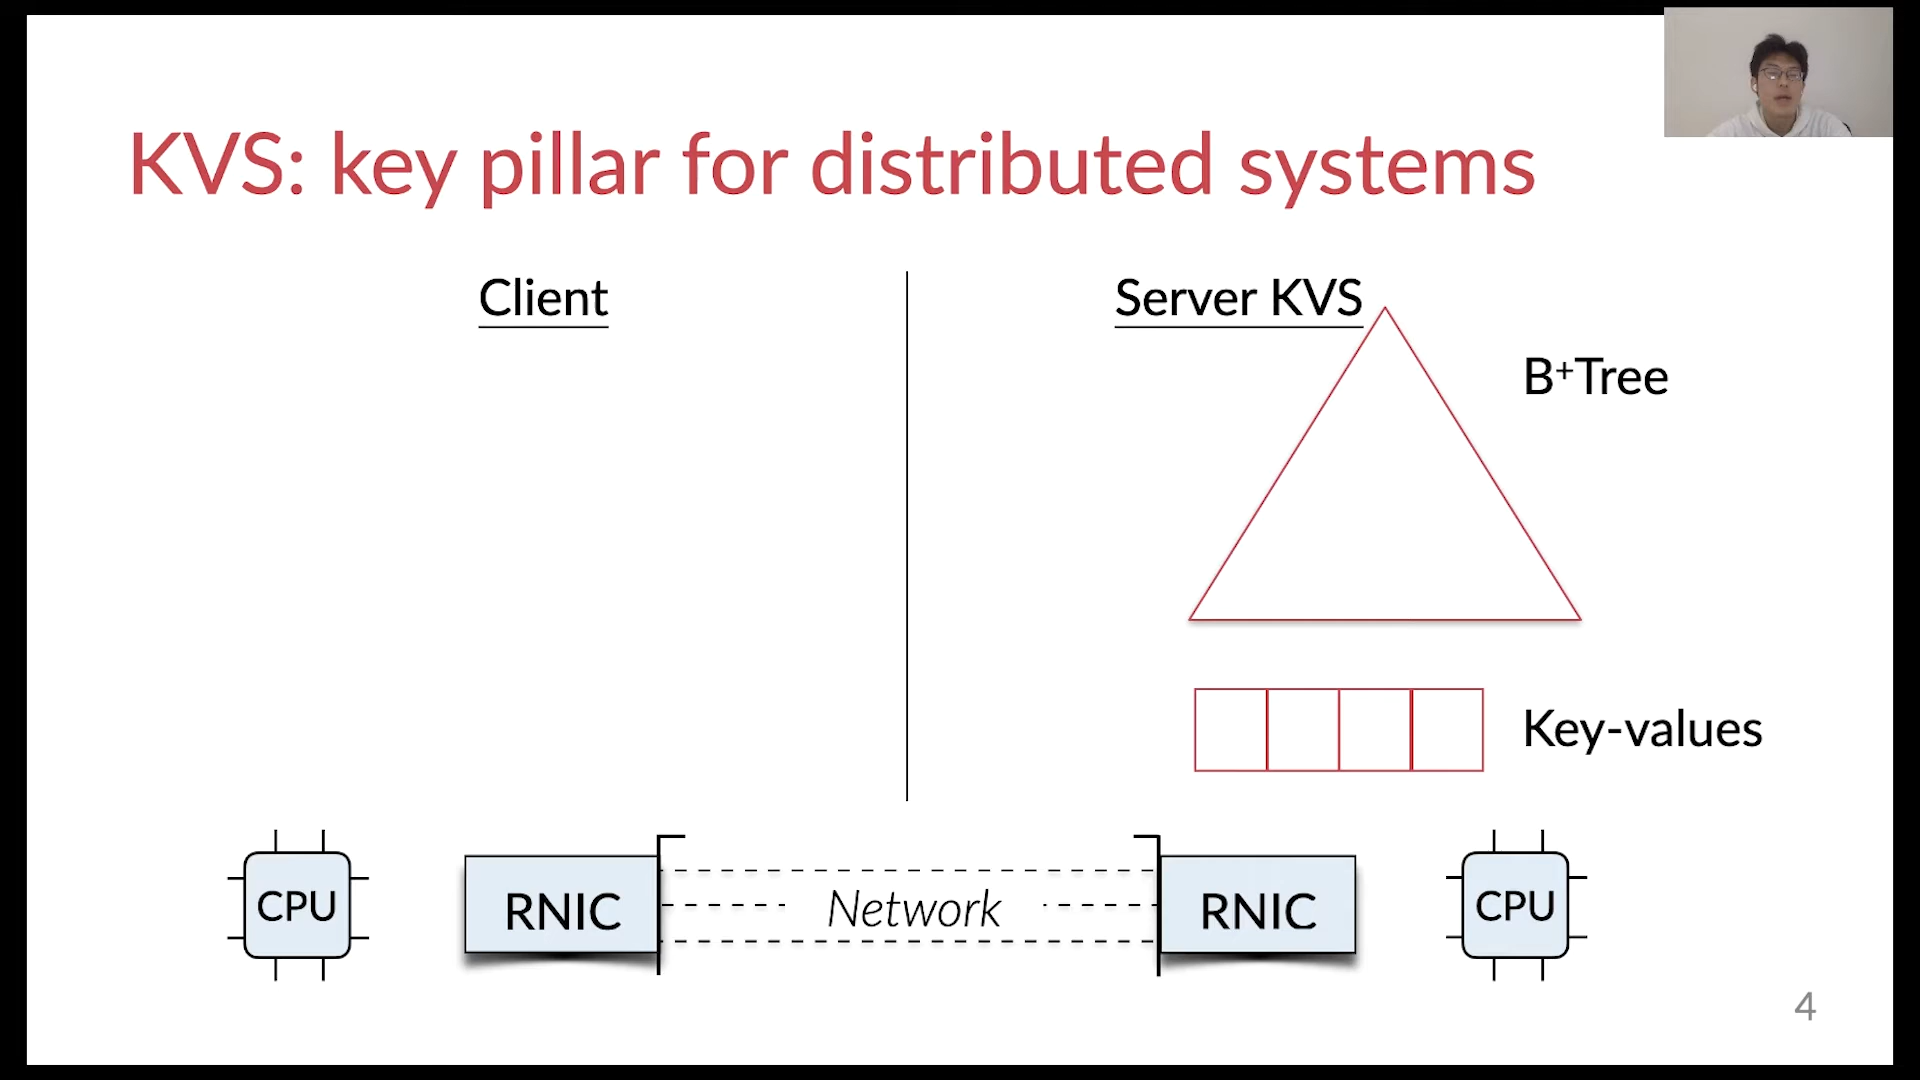 KVS: key pillar for distributed systems
Client
Server KVS
B⁺Tree
Key-values
CPU
RNIC
Network
RNIC
CPU
4